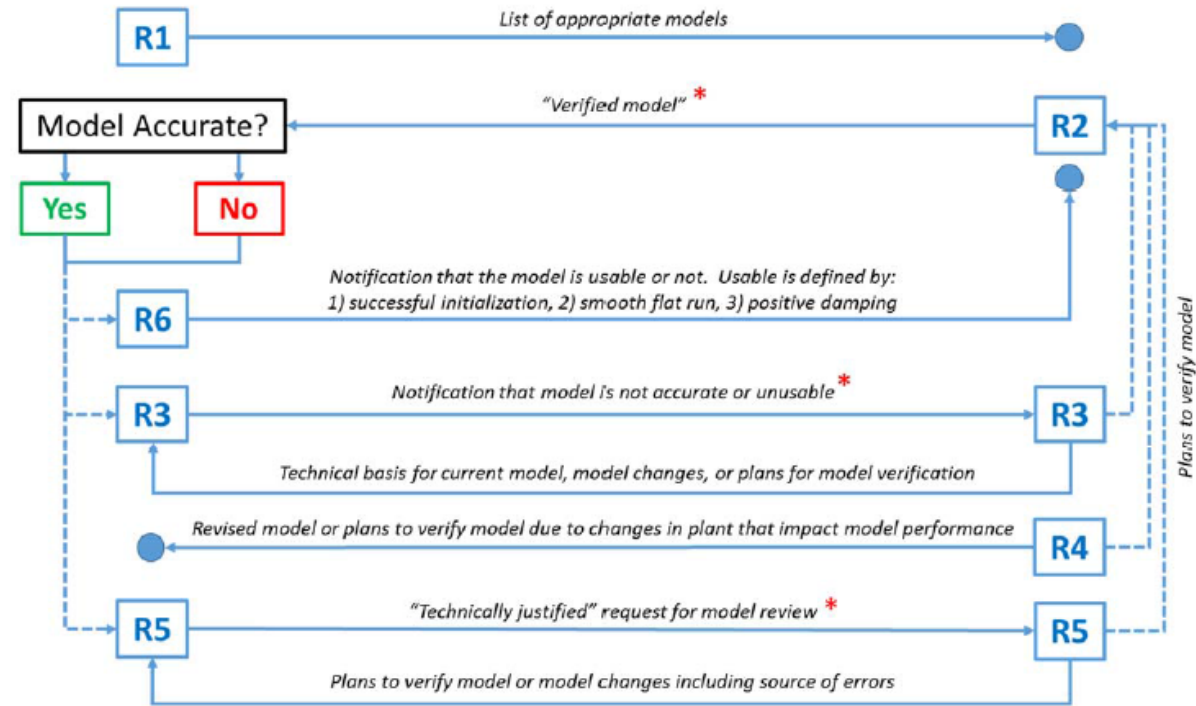 R1
List of appropriate models
Model Accurate?
"Verified model" *
R2
Yes
No
Notification that the model is usable or not. Usable is defined by:
1) successful initialization, 2) smooth flat run, 3) positive damping
R6
R3
Notification that model is not accurate or unusable *
R3
Technical basis for current model, model changes, or plans for model verification
Revised model or plans to verify model due to changes in plant that impact model performance
R4
R5
"Technically justified" request for model review *
R5
Plans to verify model or model changes including source of errors
Plans to verify model